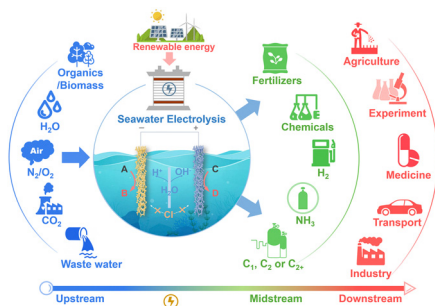 Renewable energy
Organics
/Biomass
H₂O
Air
N₂/O₂
CO₂
Waste water
Seawater Electrolysis
− +
A C
H⁺ OH⁻
B D
H₂O
Cl⁻
Fertilizers
Chemicals
H₂
NH₃
C₁, C₂ or C₂₊
Agriculture
Experiment
Medicine
Transport
Industry
Upstream
Midstream
Downstream